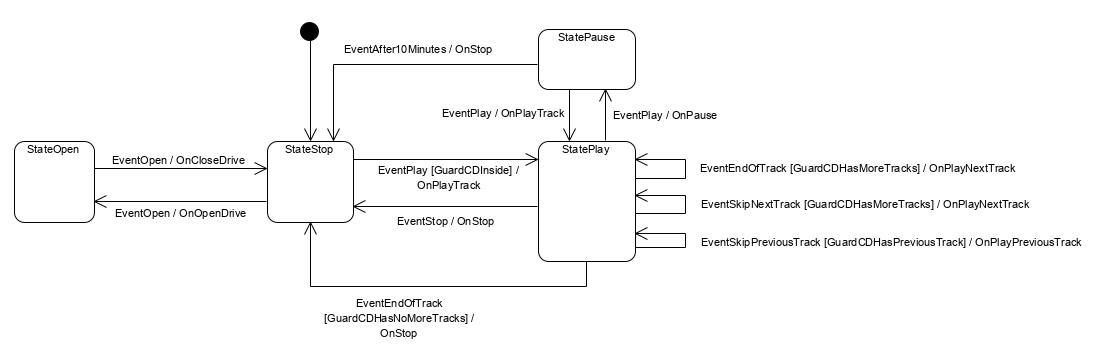 StatePause
EventAfter10Minutes / OnStop
EventPlay / OnPlayTrack
EventPlay / OnPause
StateOpen
StateStop
StatePlay
EventOpen / OnCloseDrive
EventPlay [GuardCDInside] /
OnPlayTrack
EventEndOfTrack [GuardCDHasMoreTracks] / OnPlayNextTrack
EventSkipNextTrack [GuardCDHasMoreTracks] / OnPlayNextTrack
EventOpen / OnOpenDrive
EventStop / OnStop
EventSkipPreviousTrack [GuardCDHasPreviousTrack] / OnPlayPreviousTrack
EventEndOfTrack
[GuardCDHasNoMoreTracks] /
OnStop